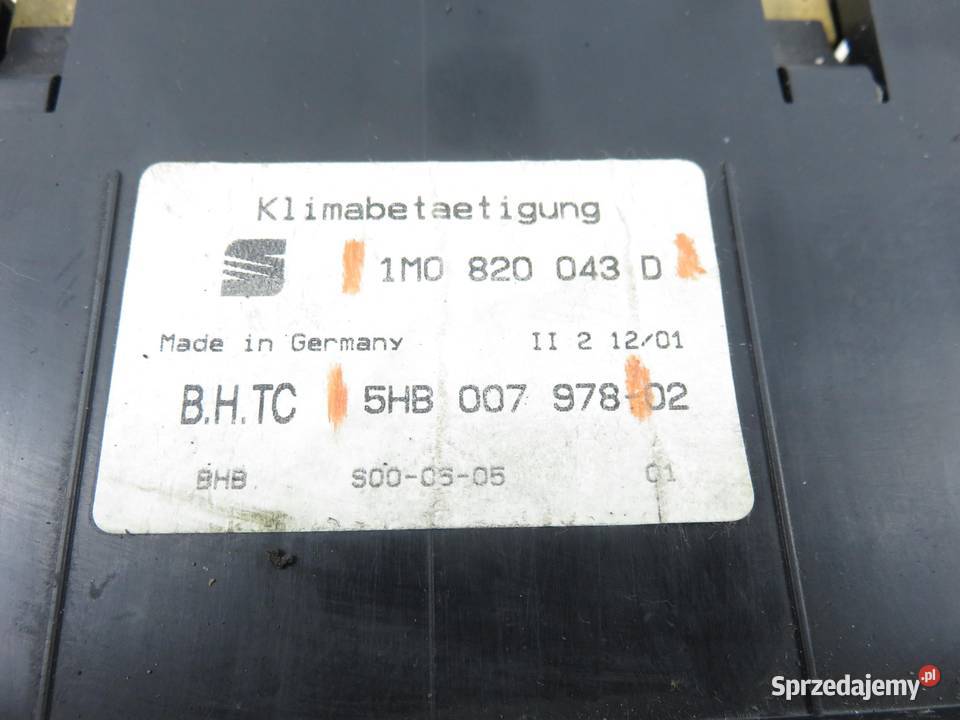 Klimabetaetigung
1M0 820 043 D
Made in Germany II 2 12/01
B.H.TC 5HB 007 978-02
BHB S00-06-05 01
Sprzedajemy.pl